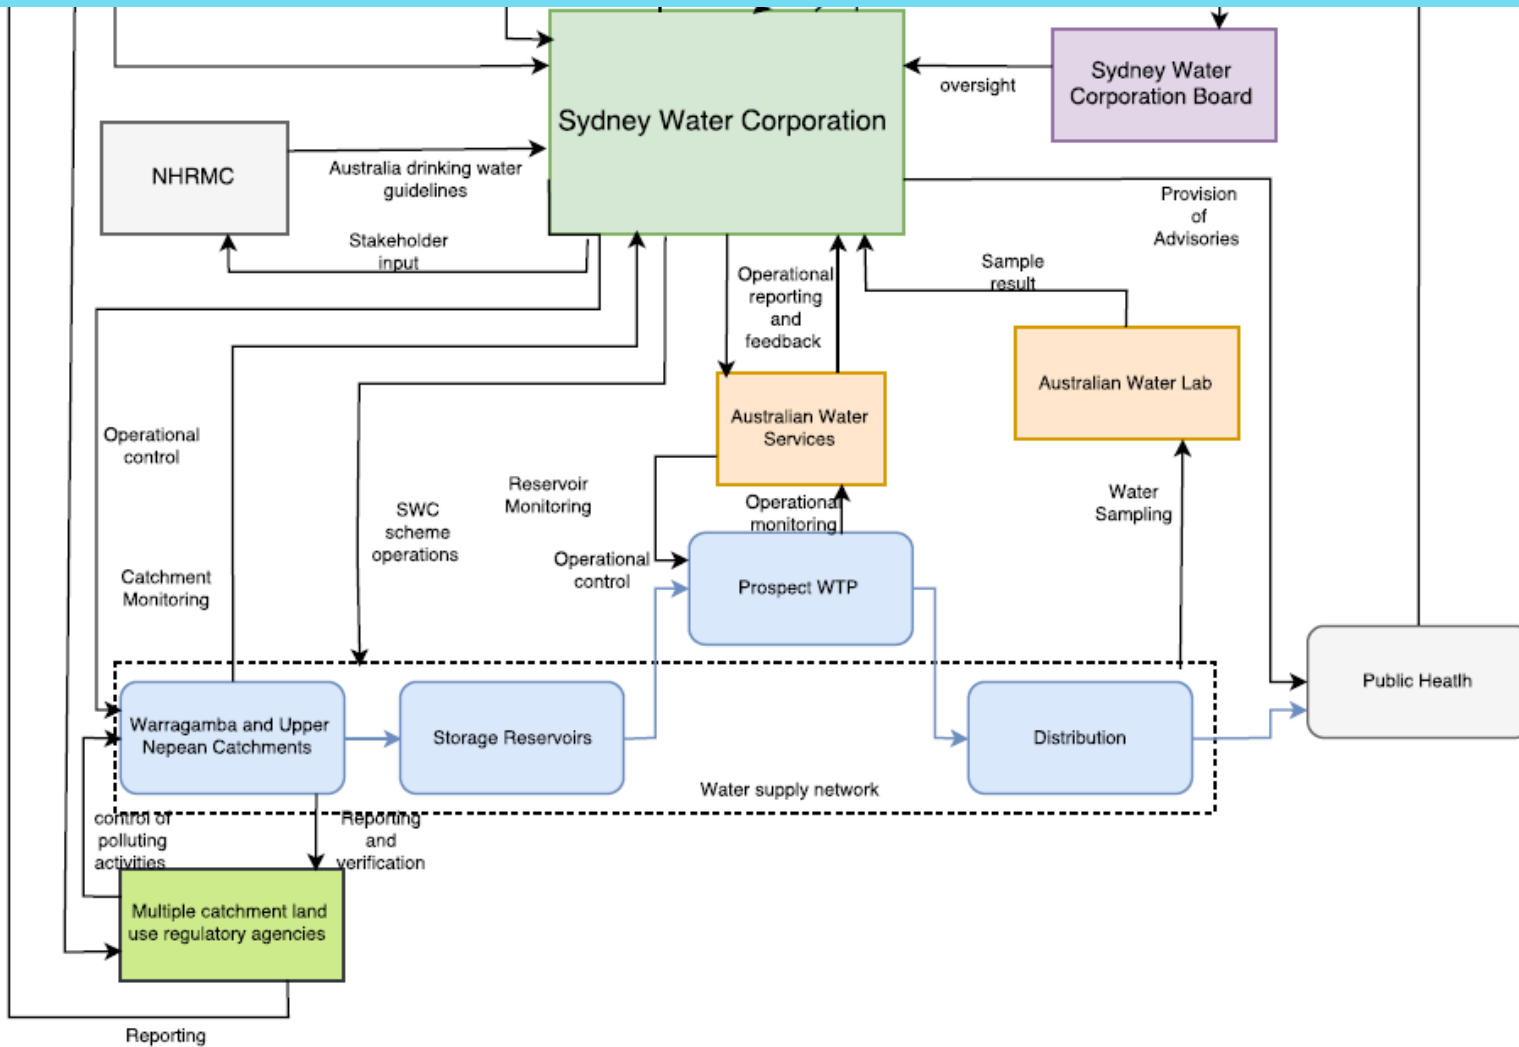 Sydney Water
Corporation Board
oversight
Sydney Water Corporation
NHRMC
Australia drinking water
guidelines
Stakeholder
input
Provision
of
Advisories
Operational
reporting
and
feedback
Sample
result
Australian Water Lab
Australian Water
Services
Operational
control
Reservoir
Monitoring
SWC
scheme
operations
Operational
monitoring
Water
Sampling
Operational
control
Catchment
Monitoring
Prospect WTP
Public Heatlh
Warragamba and Upper
Nepean Catchments
Storage Reservoirs
Distribution
Water supply network
control of
polluting
activities
Reporting
and
verification
Multiple catchment land
use regulatory agencies
Reporting